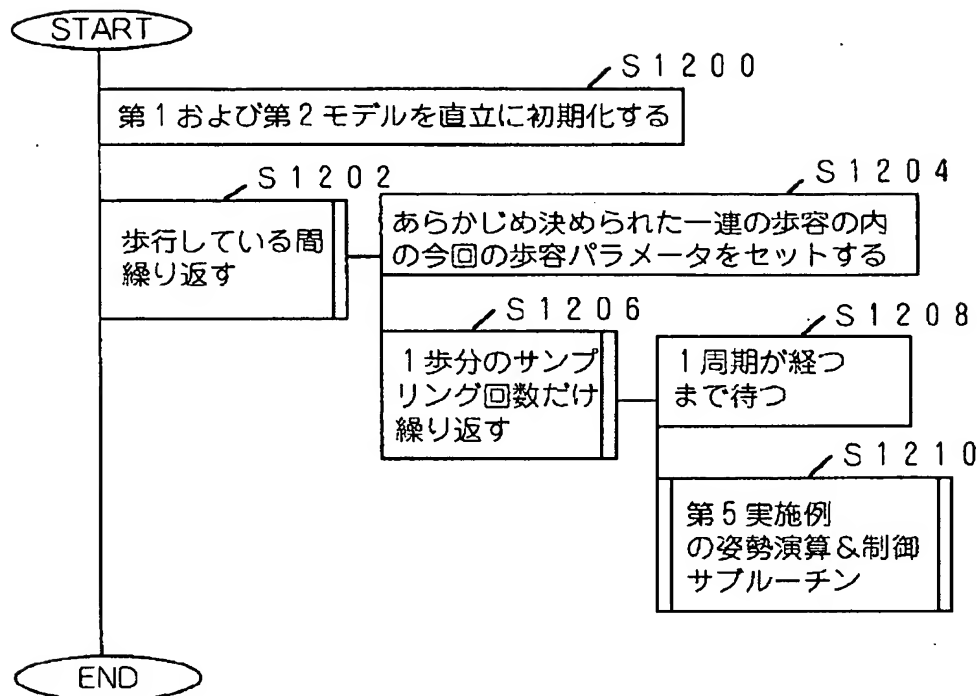 START
S1200
第1および第2モデルを直立に初期化する
S1202
歩行している間
繰り返す
S1204
あらかじめ決められた一連の歩容の内
の今回の歩容パラメータをセットする
S1206
1歩分のサンプ
リング回数だけ
繰り返す
S1208
1周期が経つ
まで待つ
S1210
第5実施例
の姿勢演算&制御
サブルーチン
END